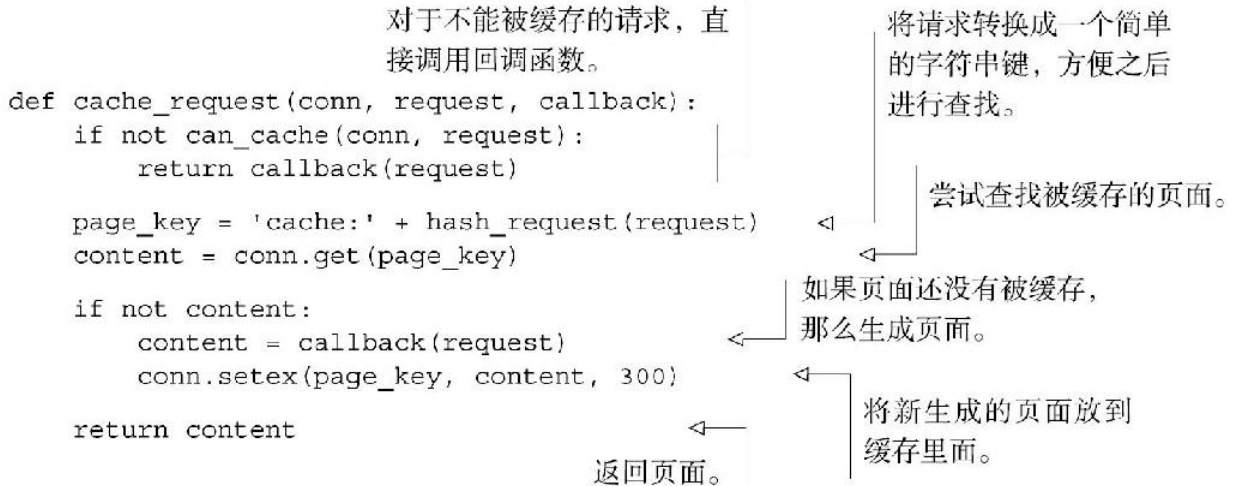 对于不能被缓存的请求，直
接调用回调函数。
将请求转换成一个简单
的字符串键，方便之后
进行查找。
def cache_request(conn, request, callback):
    if not can_cache(conn, request):
        return callback(request)
尝试查找被缓存的页面。
    page_key = 'cache:' + hash_request(request)
    content = conn.get(page_key)
如果页面还没有被缓存，
那么生成页面。
    if not content:
        content = callback(request)
        conn.setex(page_key, content, 300)
将新生成的页面放到
缓存里面。
    return content
返回页面。